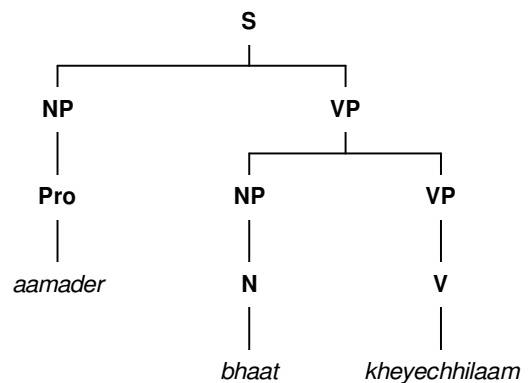 S
NP VP
Pro NP VP
aamader N V
bhaat kheyechhilaam